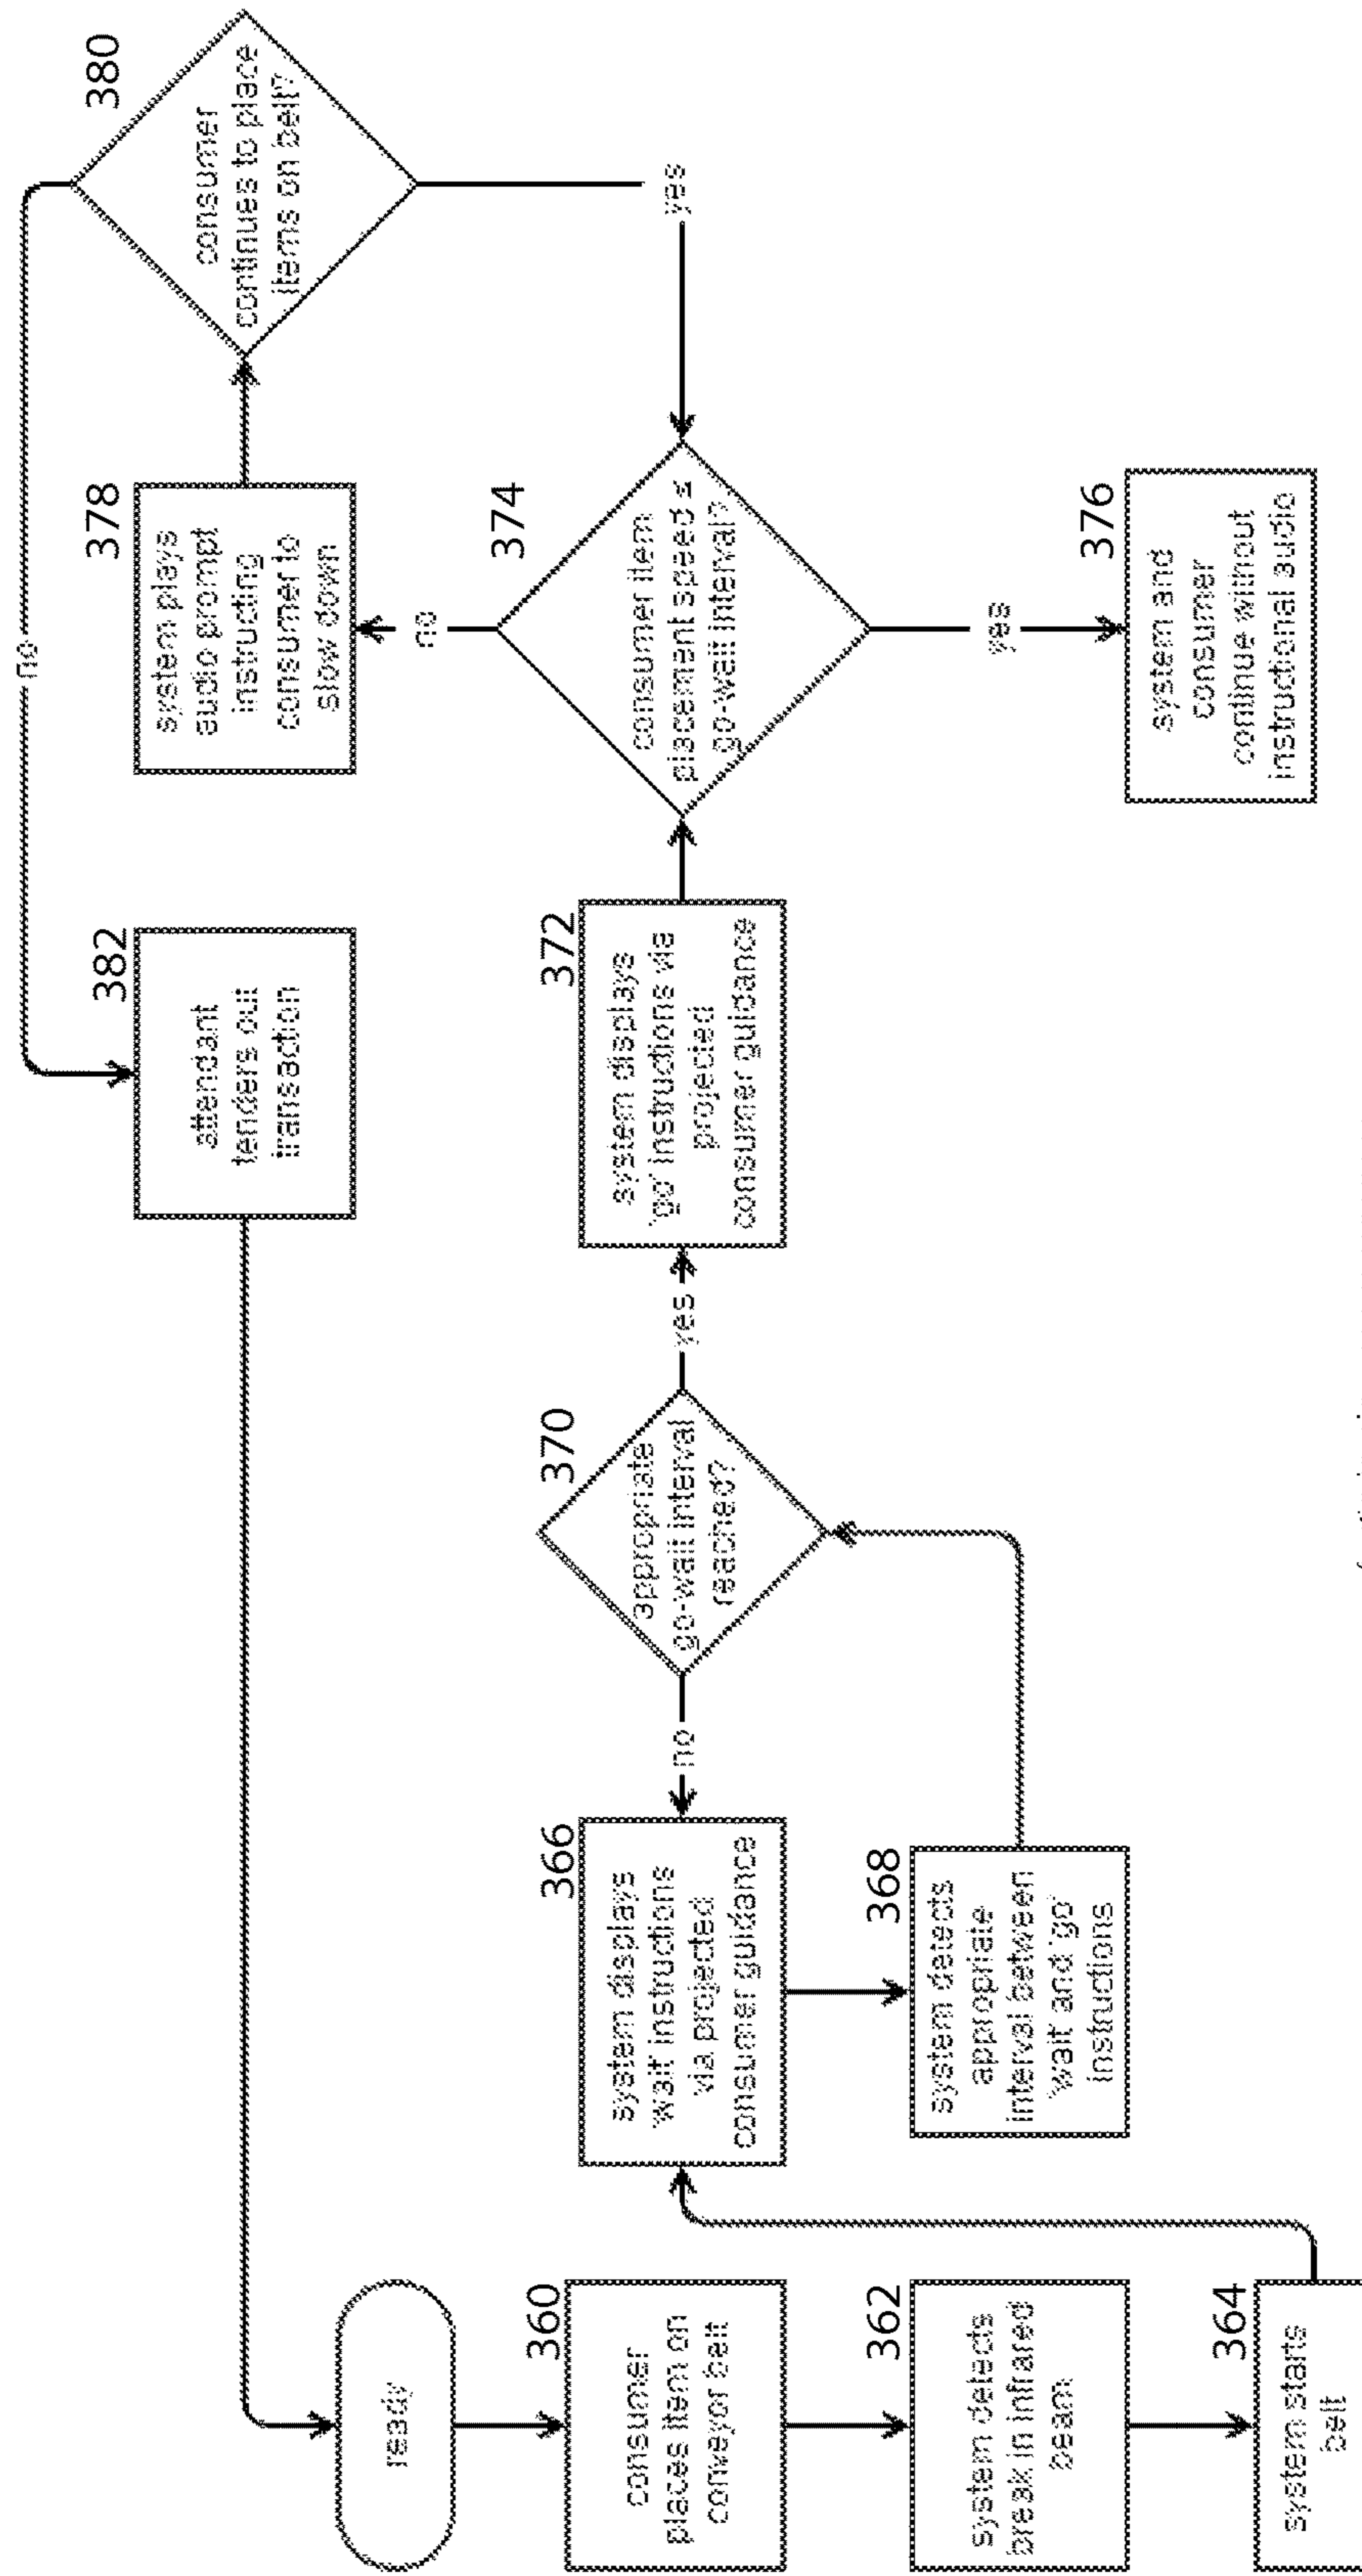 ready
360
consumer
places item on
conveyor belt
362
system detects
break in infrared
beam
364
system starts
belt
366
system displays
'wait' instructions
via projected
consumer guidance
368
system detects
appropriate
interval between
'wait' and 'go'
instructions
370
appropriate
go-wait interval
reached?
no
yes
372
system displays
'go' instructions via
projected
consumer guidance
374
consumer item
placement speed ≤
go-wait interval?
no
yes
376
system and
consumer
continue without
instructional audio
378
system plays
audio prompt
instructing
consumer to
slow down
380
consumer
continues to place
items on belt?
yes
no
382
attendant
tenders out
transaction